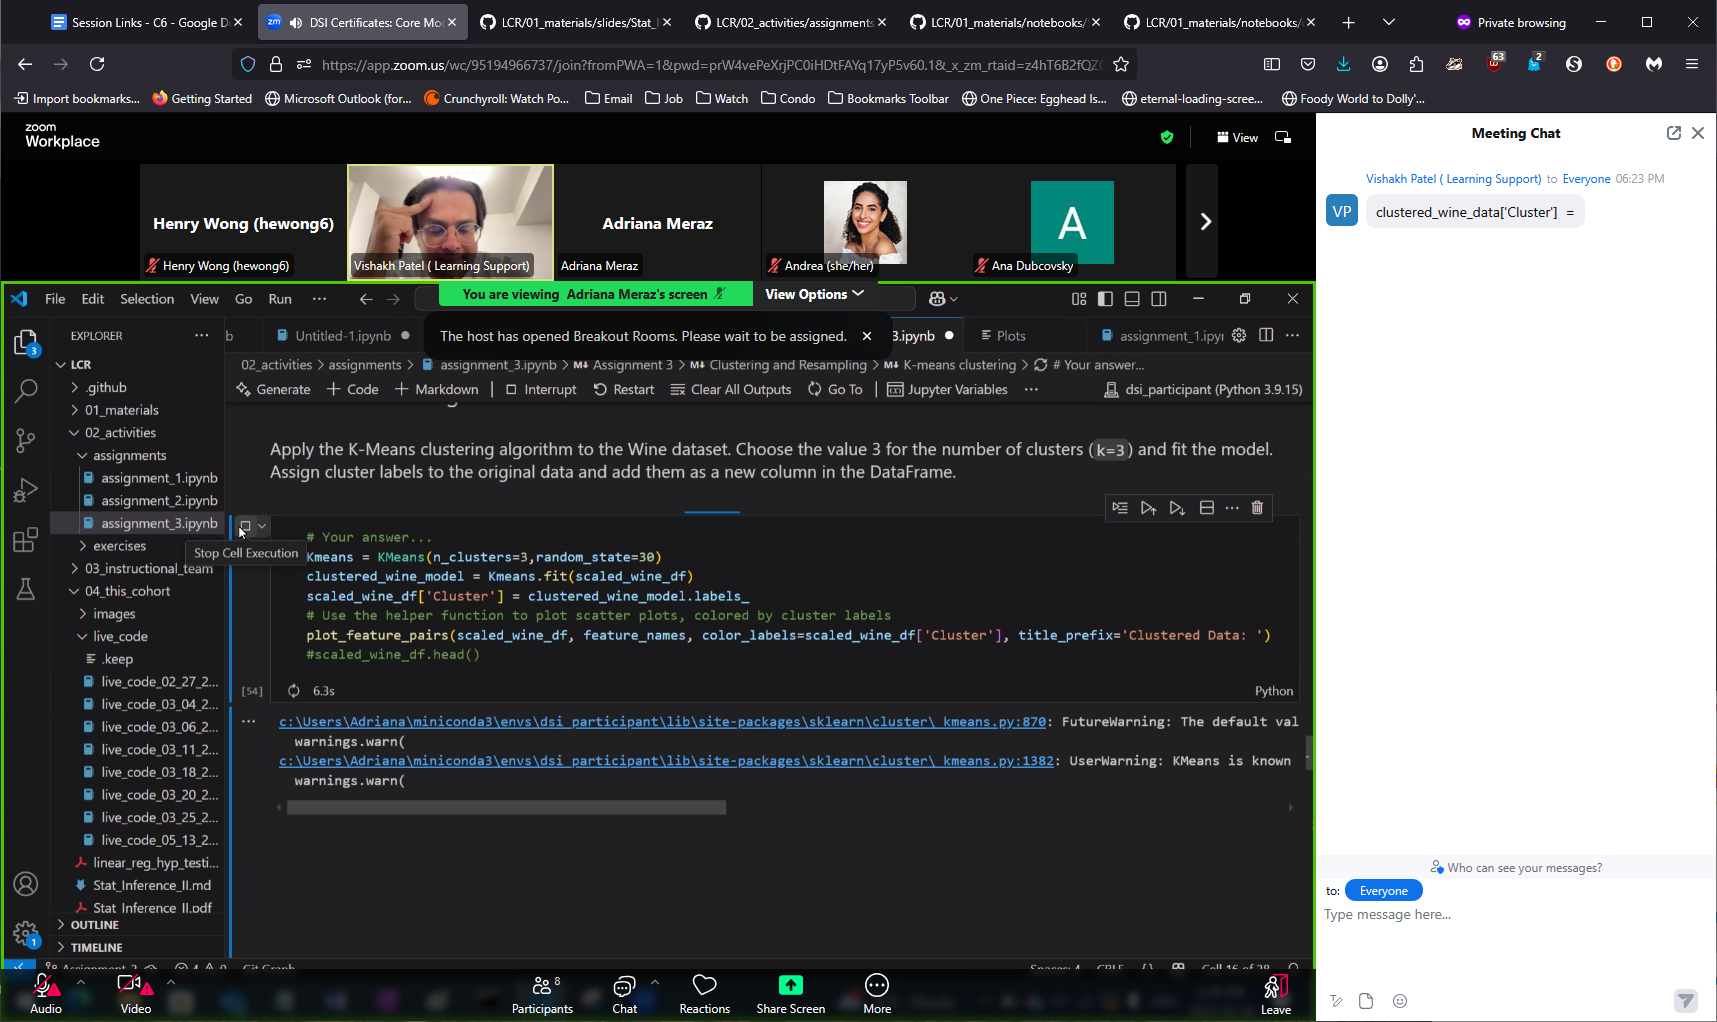 Session Links - C6 - Google D
DSI Certificates: Core Mo
LCR/01_materials/slides/Stat_
LCR/02_activities/assignments
LCR/01_materials/notebooks/
LCR/01_materials/notebooks/
Private browsing
https://app.zoom.us/wc/95194966737/join?fromPWA=1&pwd=prW4vePeXrjPC0iHDtFAYq17yP5v60.1&_x_zm_rtaid=z4hT6B2fQZC
63
2
Import bookmarks...
Getting Started
Microsoft Outlook (for...
Crunchyroll: Watch Po...
Email
Job
Watch
Condo
Bookmarks Toolbar
One Piece: Egghead Is...
eternal-loading-scree...
Foody World to Dolly'...
zoom
Workplace
View
Henry Wong (hewong6)
Henry Wong (hewong6)
Vishakh Patel ( Learning Support)
Adriana Meraz
Adriana Meraz
Andrea (she/her)
A
Ana Dubcovsky
File Edit Selection View Go Run ...
You are viewing Adriana Meraz's screen
View Options
EXPLORER
b
Untitled-1.ipynb
The host has opened Breakout Rooms. Please wait to be assigned.
3.ipynb
Plots
assignment_1.ipyr
02_activities > assignments > assignment_3.ipynb > M↓ Assignment 3 > M↓ Clustering and Resampling > M↓ K-means clustering > # Your answer...
Generate + Code + Markdown Interrupt Restart Clear All Outputs Go To Jupyter Variables ...
dsi_participant (Python 3.9.15)
3
LCR
.github
01_materials
02_activities
assignments
assignment_1.ipynb
assignment_2.ipynb
assignment_3.ipynb
exercises
03_instructional_team
04_this_cohort
images
live_code
.keep
live_code_02_27_2...
live_code_03_04_2...
live_code_03_06_2...
live_code_03_11_2...
live_code_03_18_2...
live_code_03_20_2...
live_code_03_25_2...
live_code_05_13_2...
linear_reg_hyp_testi...
Stat_Inference_II.md
Stat_Inference_II.pdf
OUTLINE
TIMELINE
1
Apply the K-Means clustering algorithm to the Wine dataset. Choose the value 3 for the number of clusters (k=3) and fit the model.
Assign cluster labels to the original data and add them as a new column in the DataFrame.
Stop Cell Execution
# Your answer...
Kmeans = KMeans(n_clusters=3,random_state=30)
clustered_wine_model = Kmeans.fit(scaled_wine_df)
scaled_wine_df['Cluster'] = clustered_wine_model.labels_
# Use the helper function to plot scatter plots, colored by cluster labels
plot_feature_pairs(scaled_wine_df, feature_names, color_labels=scaled_wine_df['Cluster'], title_prefix='Clustered Data: ')
#scaled_wine_df.head()
[54]
6.3s
Python
...
c:\Users\Adriana\miniconda3\envs\dsi_participant\lib\site-packages\sklearn\cluster\_kmeans.py:870: FutureWarning: The default val
warnings.warn(
c:\Users\Adriana\miniconda3\envs\dsi_participant\lib\site-packages\sklearn\cluster\_kmeans.py:1382: UserWarning: KMeans is known
warnings.warn(
Audio
Video
8
Participants
Chat
Reactions
Share Screen
More
Leave
Meeting Chat
Vishakh Patel ( Learning Support) to Everyone 06:23 PM
VP
clustered_wine_data['Cluster'] =
Who can see your messages?
to: Everyone
Type message here...